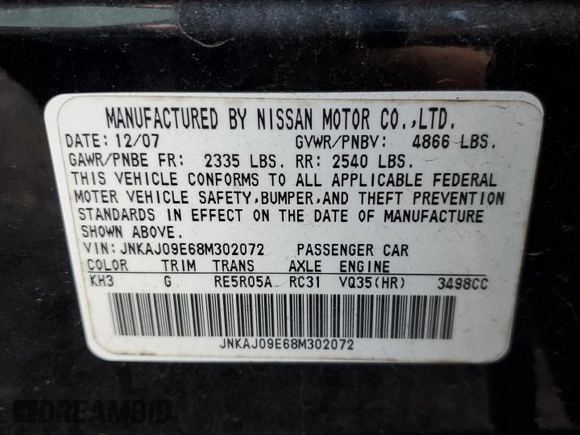 MANUFACTURED BY NISSAN MOTOR CO.,LTD.
DATE: 12/07 GVWR/PNBV: 4866 LBS.
GAWR/PNBE FR: 2335 LBS. RR: 2540 LBS.
THIS VEHICLE CONFORMS TO ALL APPLICABLE FEDERAL
MOTOR VEHICLE SAFETY,BUMPER,AND THEFT PREVENTION
STANDARDS IN EFFECT ON THE DATE OF MANUFACTURE
SHOWN ABOVE.
VIN: JNKAJ09E68M302072 PASSENGER CAR
COLOR TRIM TRANS AXLE ENGINE
KH3 G RE5R05A RC31 VQ35(HR) 3498CC
JNKAJ09E68M302072
DREAMBID